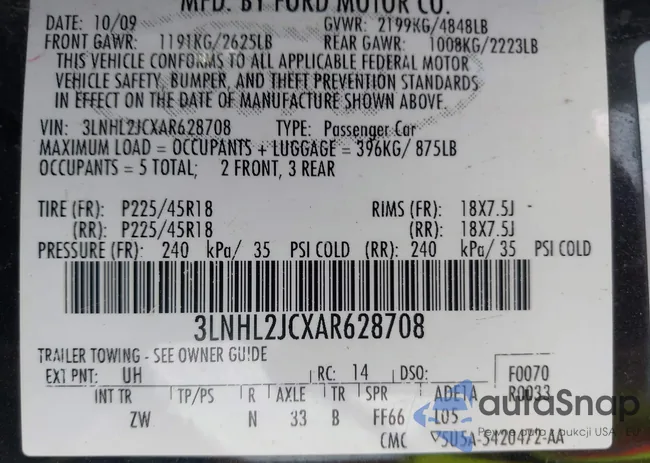 MFD. BY FORD MOTOR CO.
DATE: 10/09 GVWR: 2199KG/4848LB
FRONT GAWR: 1191KG/2625LB REAR GAWR: 1008KG/2223LB
THIS VEHICLE CONFORMS TO ALL APPLICABLE FEDERAL MOTOR
VEHICLE SAFETY, BUMPER, AND THEFT PREVENTION STANDARDS
IN EFFECT ON THE DATE OF MANUFACTURE SHOWN ABOVE.
VIN: 3LNHL2JCXAR628708 TYPE: Passenger Car
MAXIMUM LOAD = OCCUPANTS + LUGGAGE = 396KG/ 875LB
OCCUPANTS = 5 TOTAL; 2 FRONT, 3 REAR
TIRE (FR): P225/45R18 RIMS (FR): 18X7.5J
(RR): P225/45R18 (RR): 18X7.5J
PRESSURE (FR): 240 kPa/ 35 PSI COLD (RR): 240 kPa/ 35 PSI COLD
3LNHL2JCXAR628708
TRAILER TOWING - SEE OWNER GUIDE
EXT PNT: UH RC: 14 DSO: F0070
INT TR TP/PS R AXLE TR SPR R0033
ZW N 33 B FF66 L05
CMC 5U5A-5420472-AA
autoSnap